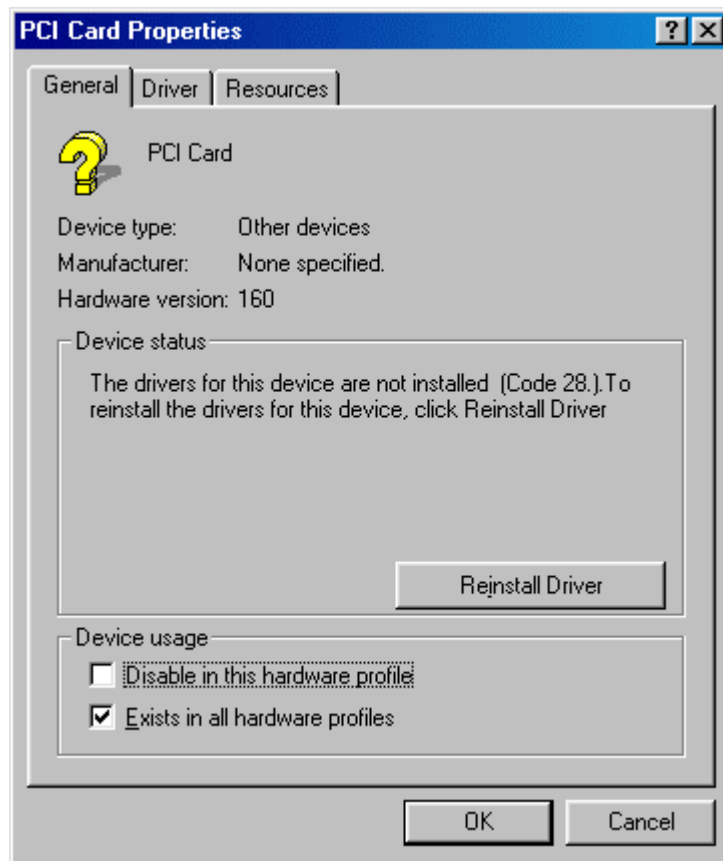 PCI Card Properties
General Driver Resources
PCI Card
Device type: Other devices
Manufacturer: None specified.
Hardware version: 160
Device status
The drivers for this device are not installed (Code 28.).To
reinstall the drivers for this device, click Reinstall Driver
Reinstall Driver
Device usage
Disable in this hardware profile
Exists in all hardware profiles
OK Cancel